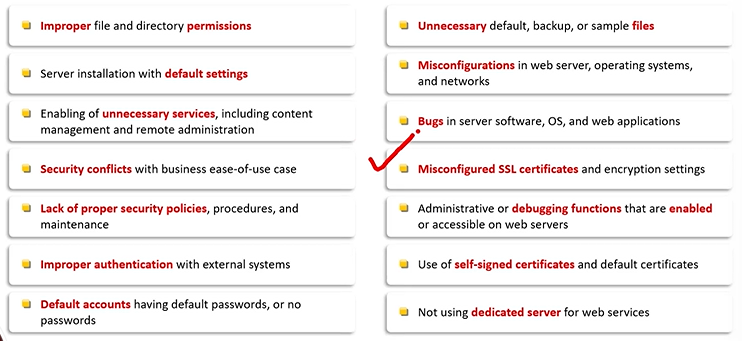 Improper file and directory permissions
Server installation with default settings
Enabling of unnecessary services, including content
management and remote administration
Security conflicts with business ease-of-use case
Lack of proper security policies, procedures, and
maintenance
Improper authentication with external systems
Default accounts having default passwords, or no
passwords
Unnecessary default, backup, or sample files
Misconfigurations in web server, operating systems,
and networks
Bugs in server software, OS, and web applications
Misconfigured SSL certificates and encryption settings
Administrative or debugging functions that are enabled
or accessible on web servers
Use of self-signed certificates and default certificates
Not using dedicated server for web services